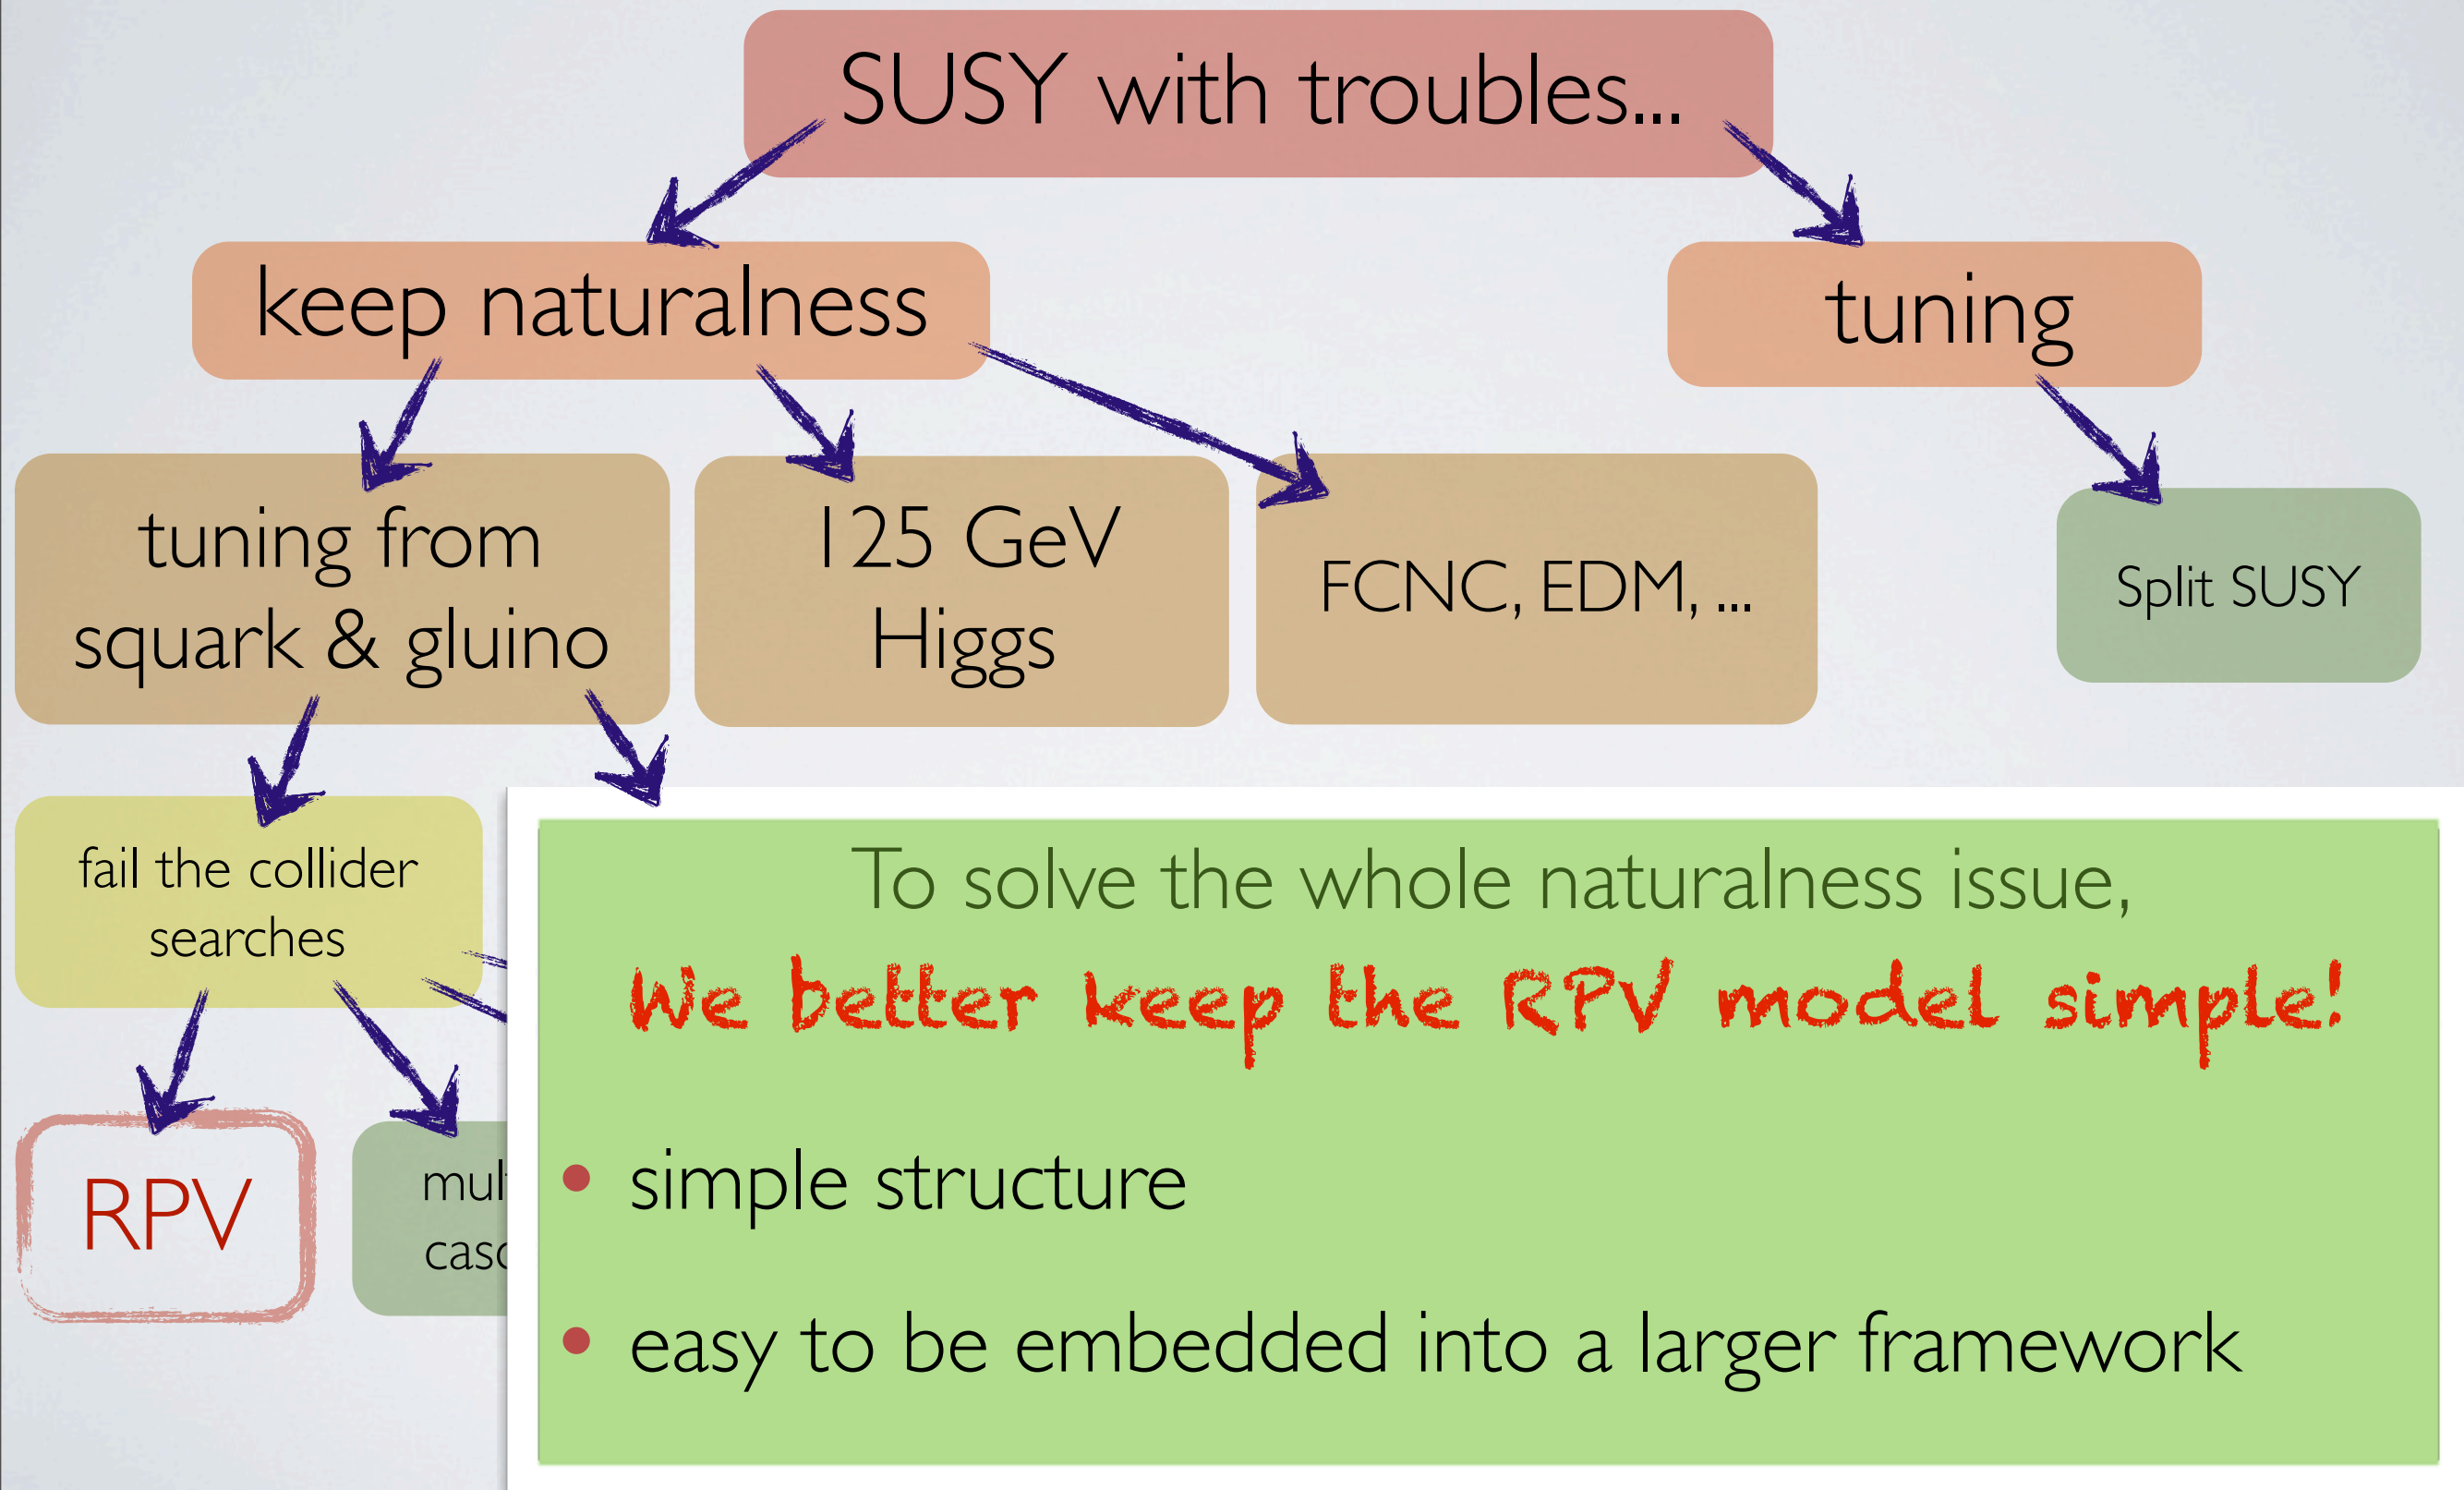 SUSY with troubles...
keep naturalness
tuning
tuning from
squark & gluino
125 GeV
Higgs
FCNC, EDM, ...
Split SUSY
fail the collider
searches
To solve the whole naturalness issue,
We better keep the RPV model simple!
RPV
• simple structure
• easy to be embedded into a larger framework